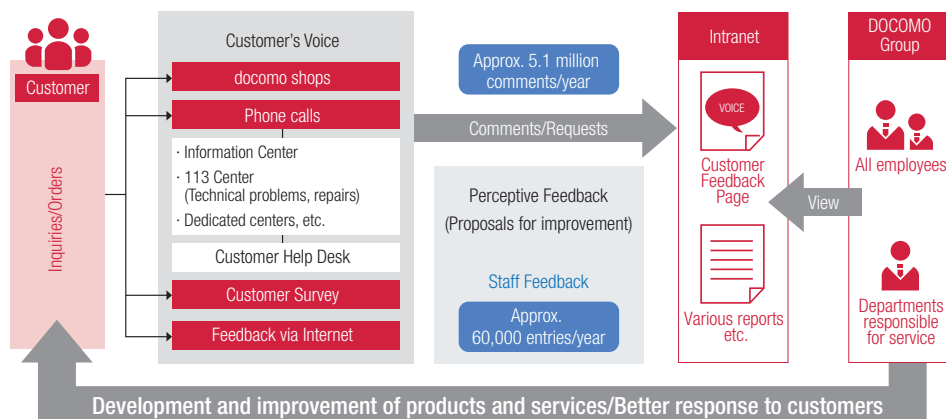 Customer
Inquiries/Orders
Customer's Voice
docomo shops
Phone calls
· Information Center
· 113 Center
(Technical problems, repairs)
· Dedicated centers, etc.
Customer Help Desk
Customer Survey
Feedback via Internet
Approx. 5.1 million
comments/year
Comments/Requests
Perceptive Feedback
(Proposals for improvement)
Staff Feedback
Approx.
60,000 entries/year
Intranet
VOICE
Customer
Feedback
Page
Various reports
etc.
View
DOCOMO
Group
All employees
Departments
responsible
for service
Development and improvement of products and services/Better response to customers